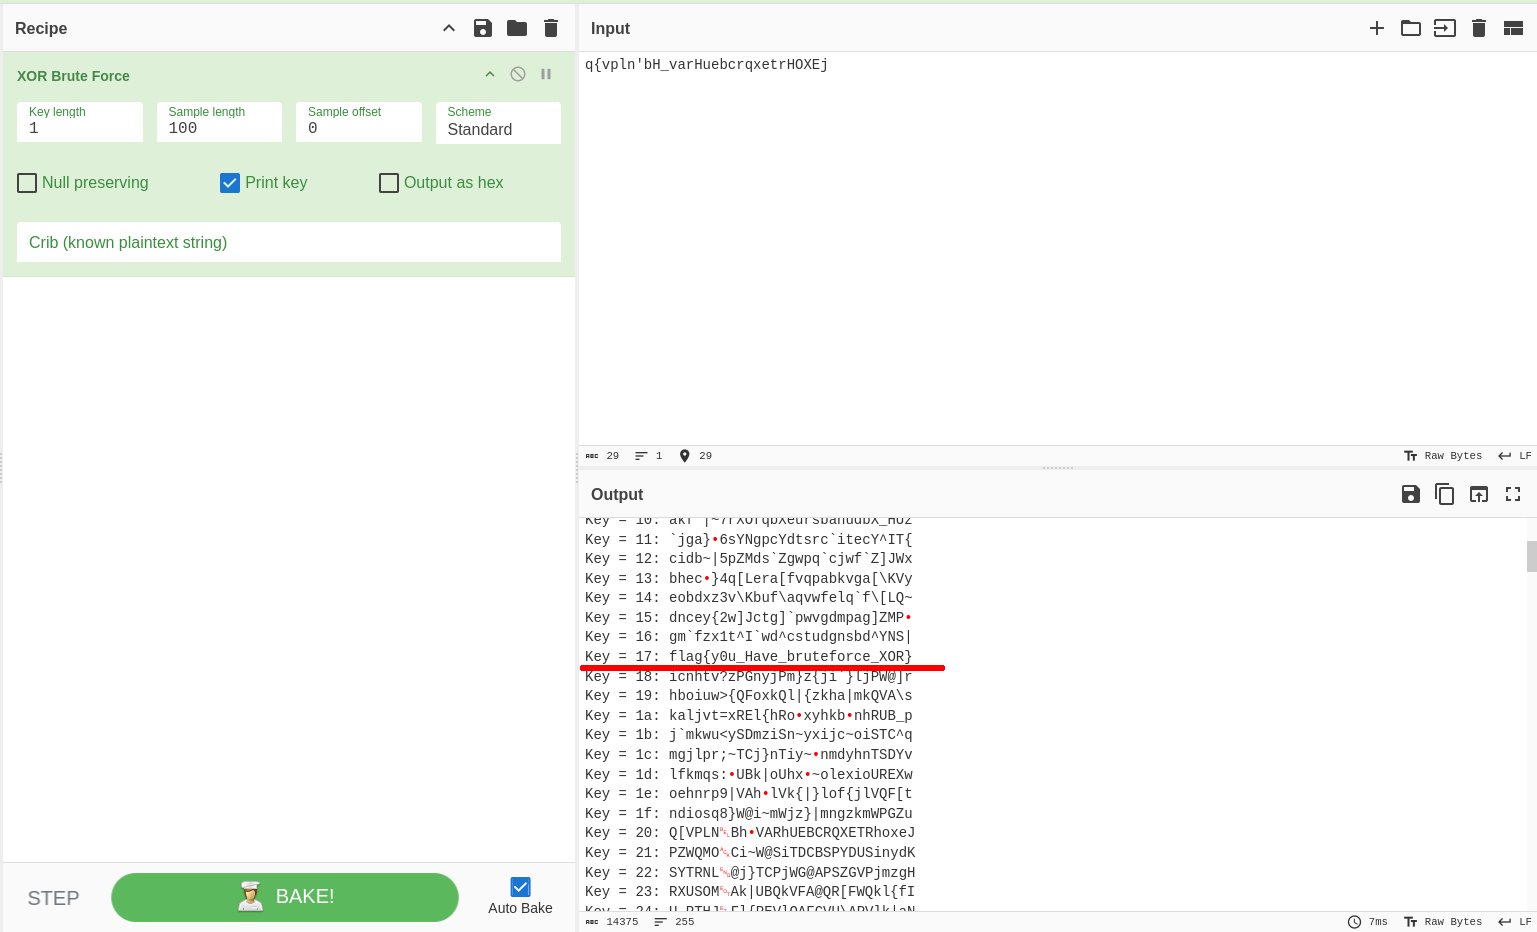 Recipe
XOR Brute Force
Key length
1
Sample length
100
Sample offset
0
Scheme
Standard
Null preserving
Print key
Output as hex
Crib (known plaintext string)
STEP
BAKE!
Auto Bake
Input
q{vpln'bH_varHuebcrqxetrHOXEj
ABC 29
1
29
Raw Bytes
LF
Output
Key = 10:
Key = 11: `jga}•6sYNgpcYdtsrc`itecY^IT{
Key = 12: cidb~|5pZMds`Zgwpq`cjwf`Z]JWx
Key = 13: bhec•}4q[Lera[fvqpabkvga[\KVy
Key = 14: eobdxz3v\Kbuf\aqvwfelq`f\[LQ~
Key = 15: dncey{2w]Jctg]`pwvgdmpag]ZMP•
Key = 16: gm`fzx1t^I`wd^cstudgnsbd^YNS|
Key = 17: flag{y0u_Have_bruteforce_XOR}
Key = 18: icnhtv?zPGnyjPm}z{ji`}ljPW@]r
Key = 19: hboiuw>{QFoxkQl|{zkha|mkQVA\s
Key = 1a: kaljvt=xREl{hRo•xyhkb•nhRUB_p
Key = 1b: j`mkwu<ySDmziSn~yxijc~oiSTC^q
Key = 1c: mgjlpr;~TCj}nTiy~•nmdyhnTSDYv
Key = 1d: lfkmqs:•UBk|oUhx•~olexioUREXw
Key = 1e: oehnrp9|VAh•lVk{|}lof{jlVQF[t
Key = 1f: ndiosq8}W@i~mWjz}|mngzkmWPGZu
Key = 20: Q[VPLN␇Bh•VARhUEBCRQXETRhoxeJ
Key = 21: PZWQMO␆Ci~W@SiTDCBSPYDUSinydK
Key = 22: SYTRNL␅@j}TCPjWG@APSZGVPjmzgH
Key = 23: RXUSOM␄Ak|UBQkVFA@QR[FWQkl{fI
Key = 24:
ABC 14375
255
7ms
Raw Bytes
LF